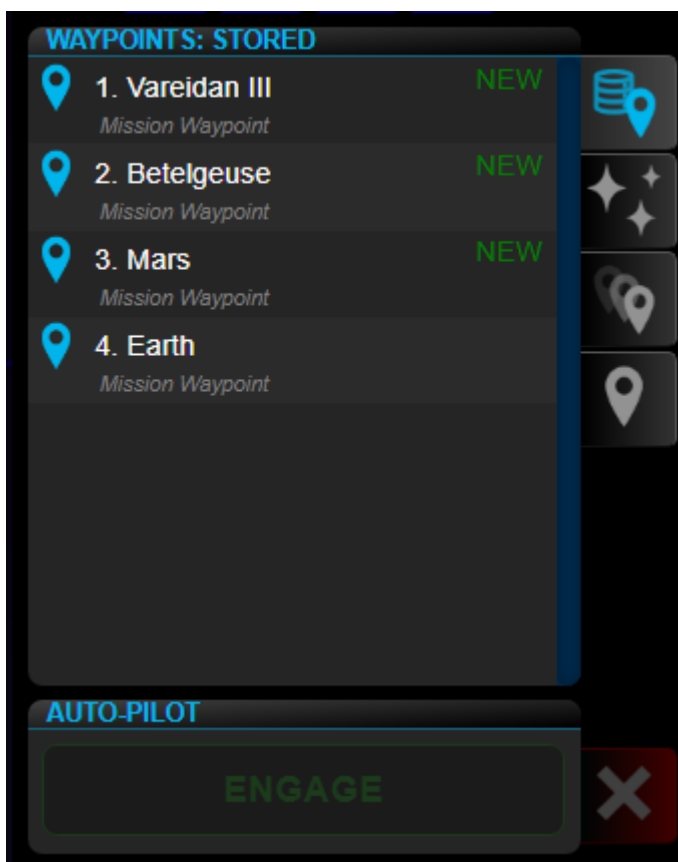 WAYPOINTS: STORED
1. Vareidan III NEW
Mission Waypoint
2. Betelgeuse NEW
Mission Waypoint
3. Mars NEW
Mission Waypoint
4. Earth
Mission Waypoint
AUTO-PILOT
ENGAGE